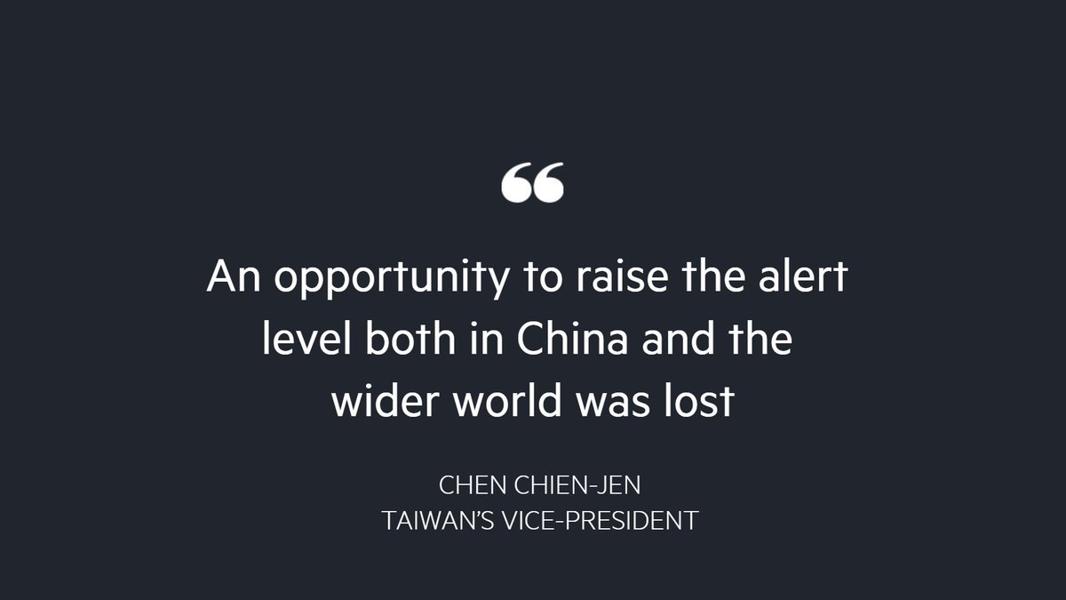 “
An opportunity to raise the alert
level both in China and the
wider world was lost
CHEN CHIEN-JEN
TAIWAN’S VICE-PRESIDENT